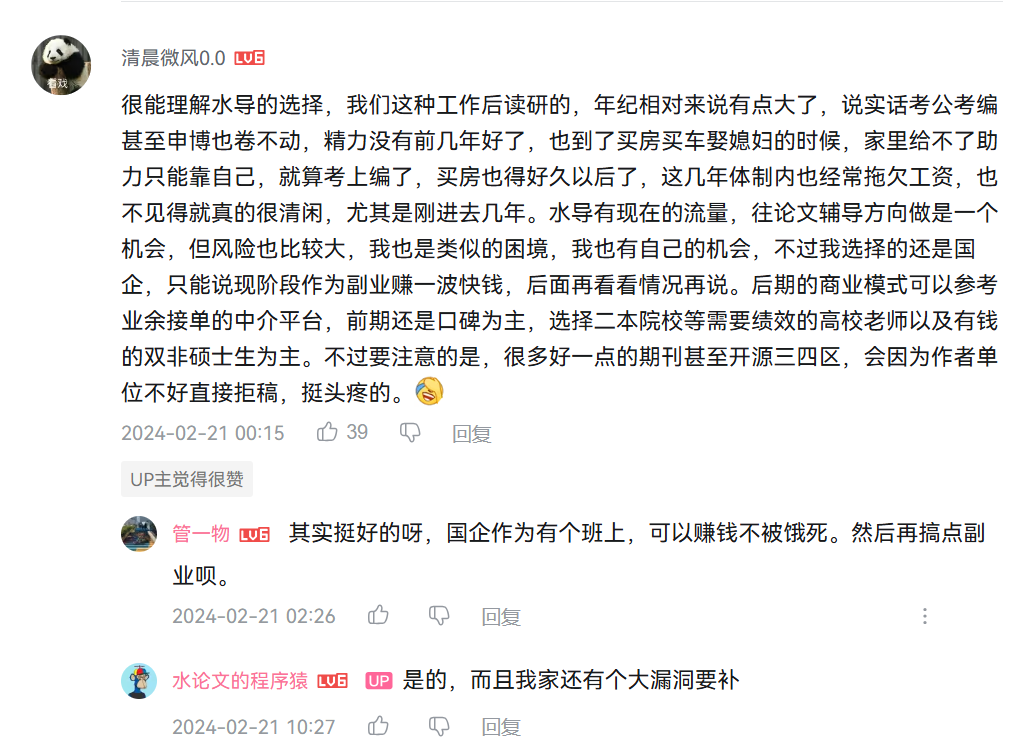 清晨微风0.0 LV6
看戏
很能理解水导的选择，我们这种工作后读研的，年纪相对来说有点大了，说实话考公考编
甚至申博也卷不动，精力没有前几年好了，也到了买房买车娶媳妇的时候，家里给不了助
力只能靠自己，就算考上编了，买房也得好久以后了，这几年体制内也经常拖欠工资，也
不见得就真的很清闲，尤其是刚进去几年。水导有现在的流量，往论文辅导方向做是一个
机会，但风险也比较大，我也是类似的困境，我也有自己的机会，不过我选择的还是国
企，只能说现阶段作为副业赚一波快钱，后面再看看情况再说。后期的商业模式可以参考
业余接单的中介平台，前期还是口碑为主，选择二本院校等需要绩效的高校老师以及有钱
的双非硕士生为主。不过要注意的是，很多好一点的期刊甚至开源三四区，会因为作者单
位不好直接拒稿，挺头疼的。
2024-02-21 00:15 39 回复
UP主觉得很赞
管一物 LV6 其实挺好的呀，国企作为有个班上，可以赚钱不被饿死。然后再搞点副
业呗。
2024-02-21 02:26 回复
水论文的程序猿 LV6 UP 是的，而且我家还有个大漏洞要补
2024-02-21 10:27 回复